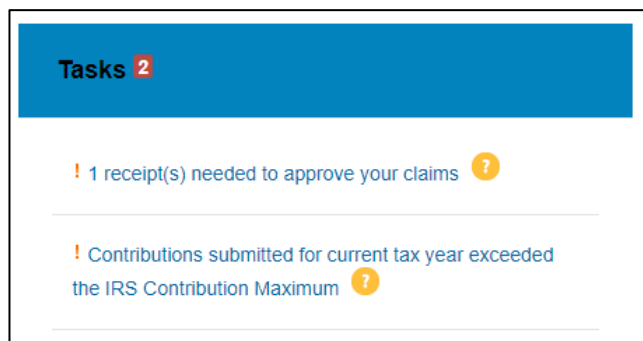 Tasks 2
! 1 receipt(s) needed to approve your claims ?
! Contributions submitted for current tax year exceeded
the IRS Contribution Maximum ?